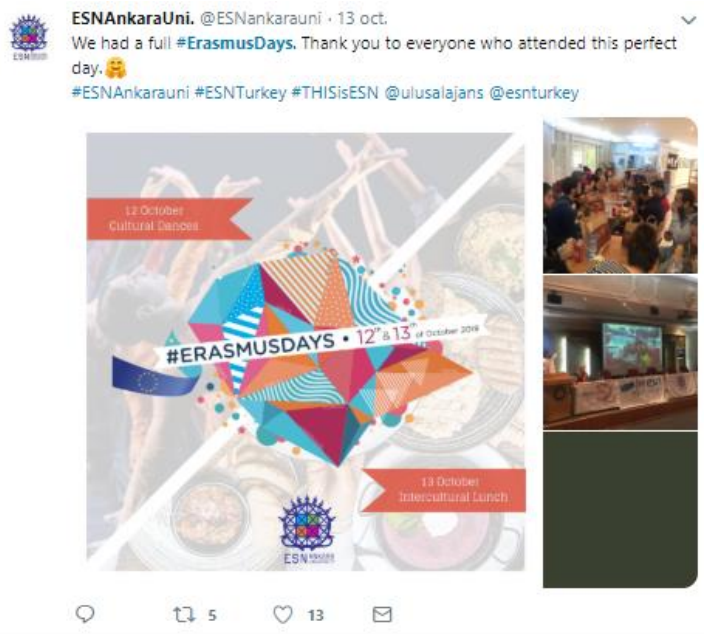 ESNAnkaraUni. @ESNankarauni · 13 oct.
We had a full #ErasmusDays. Thank you to everyone who attended this perfect
day.🤗
#ESNAnkarauni #ESNTurkey #THISisESN @ulusalajans @esnturkey
12 October
Cultural Dances
#ERASMUSDAYS • 12th & 13th of October 2018
13 October
Intercultural Lunch
ESN
5
13